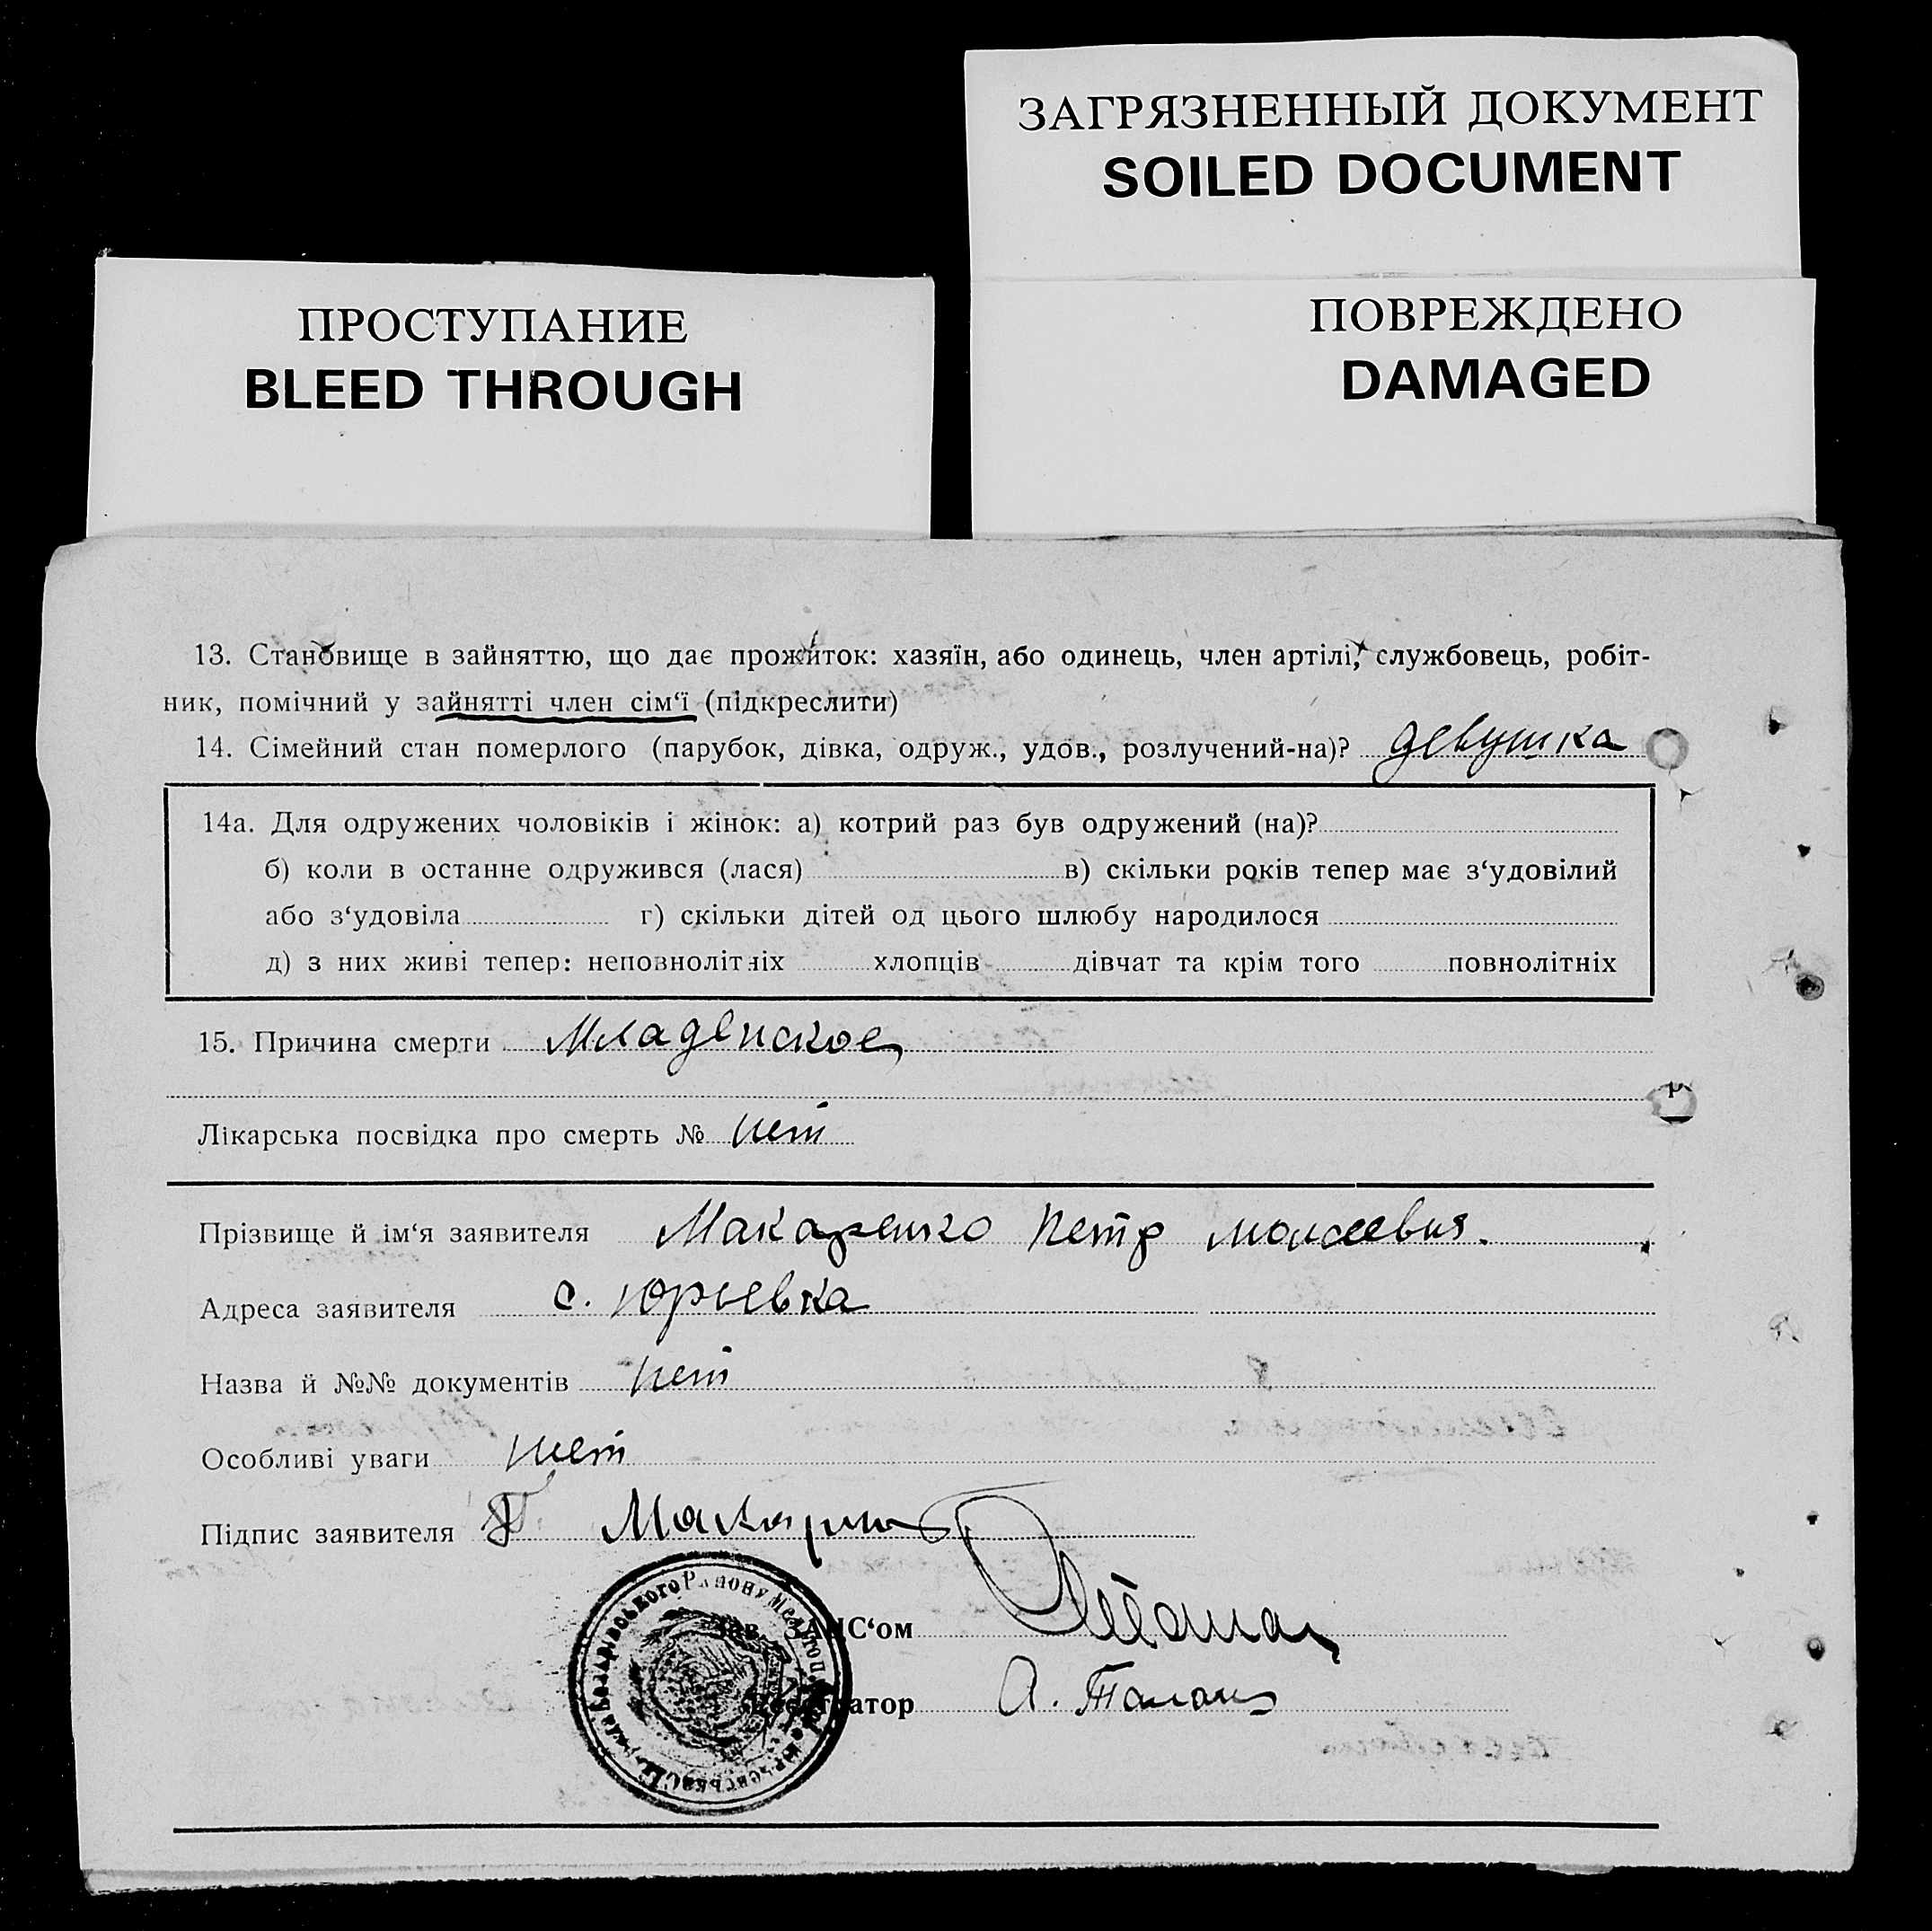 ЗАГРЯЗНЕННЫЙ ДОКУМЕНТ
SOILED DOCUMENT
ПРОСТУПАНИЕ
BLEED THROUGH
ПОВРЕЖДЕНО
DAMAGED
13. Становище в зайняттю, що дає прожиток: хазяїн, або одинець, член артілі, службовець, робіт-
ник, помічний у зайнятті член сім‘ї (підкреслити)
14. Сімейний стан померлого (парубок, дівка, одруж., удов., розлучений-на)? девушка
14а. Для одружених чоловіків і жінок: а) котрий раз був одружений (на)?
б) коли в останне одружився (лася) в) скільки років тепер має з‘удовілий
або з‘удовіла г) скільки дітей од цього шлюбу народилося
д) з них живі тепер: неповнолітніх хлопців дівчат та крім того повнолітніх
15. Причина смерти Младенское
Лікарська посвідка про смерть № нет
Прізвище й ім‘я заявителя Макаренко Петр Моисеевич.
Адреса заявителя с. Юрьевка
Назва й №№ документів нет
Особливі уваги нет
Підпис заявителя
Зав. ЗАГС‘ом
Реєстратор А.